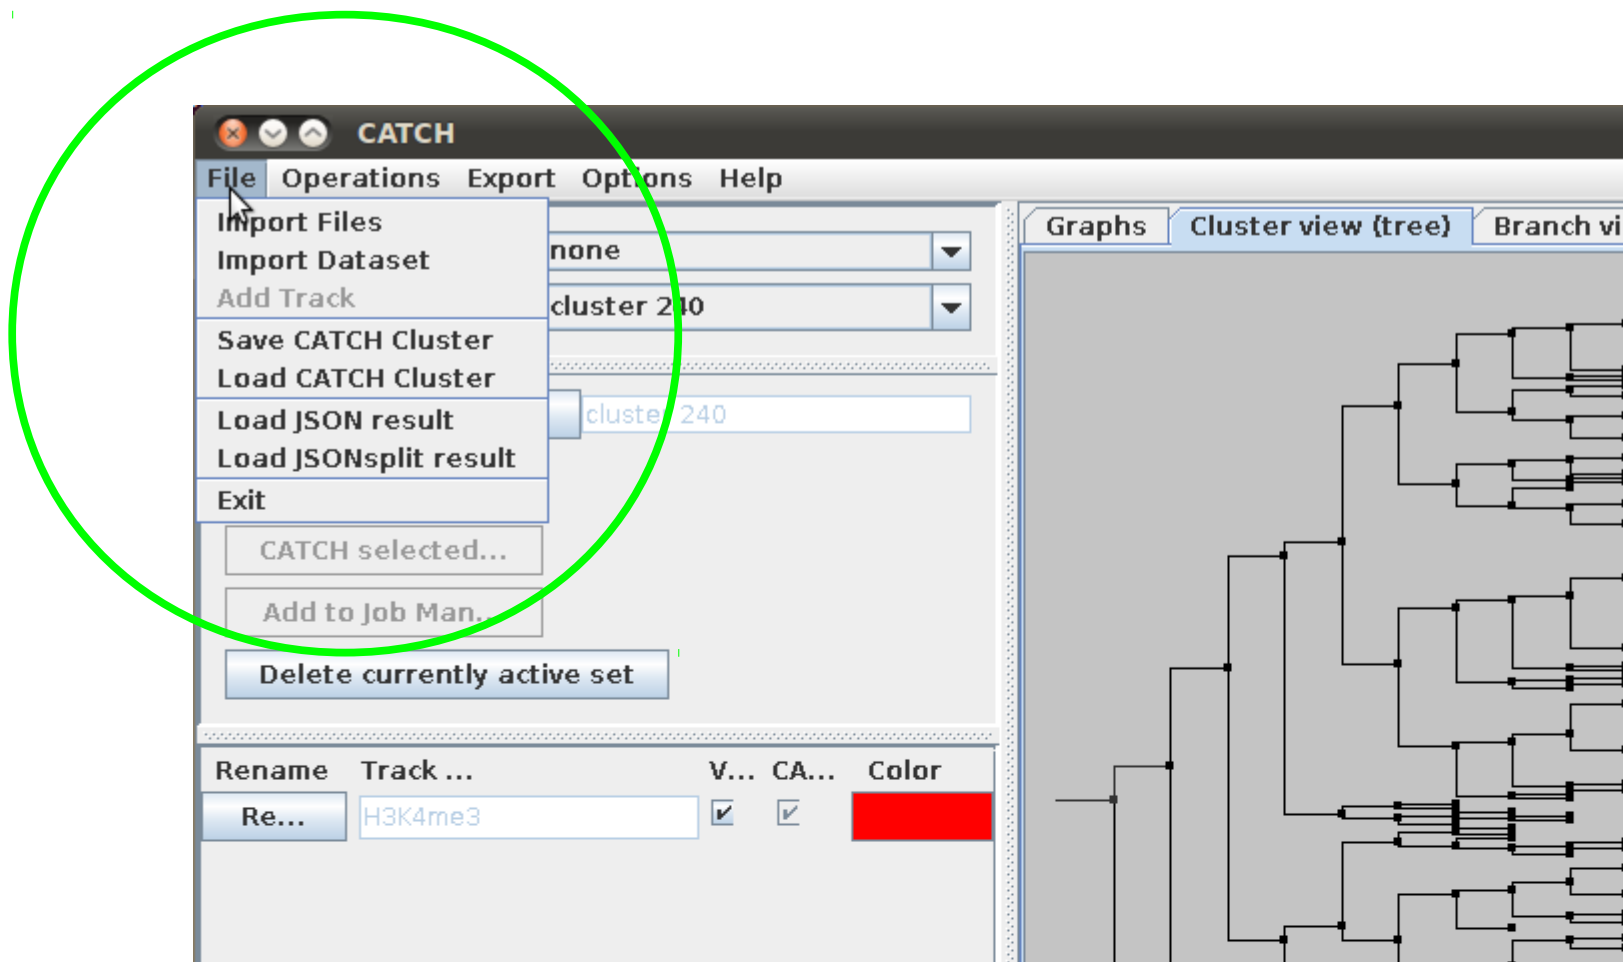 CATCH
File Operations Export Options Help
Import Files
Import Dataset
Add Track
Save CATCH Cluster
Load CATCH Cluster
Load JSON result
Load JSONsplit result
Exit
none
cluster 240
cluster 240
CATCH selected...
Add to Job Man...
Delete currently active set
Rename Track ... V... CA... Color
Re... H3K4me3
Graphs Cluster view (tree) Branch vi